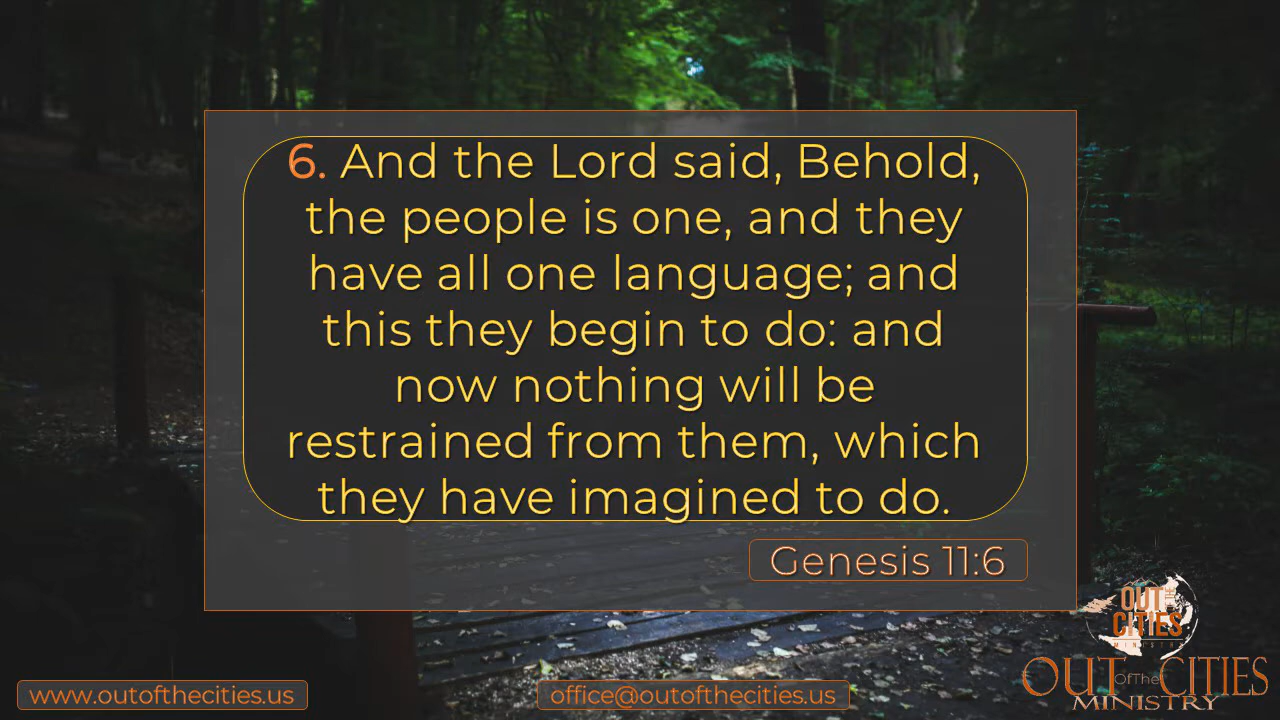 6. And the Lord said, Behold,
the people is one, and they
have all one language; and
this they begin to do: and
now nothing will be
restrained from them, which
they have imagined to do.
Genesis 11:6
OUT OF THE
CITIES
MINISTRY
OUT OfThe CITIES
MINISTRY
www.outofthecities.us
office@outofthecities.us